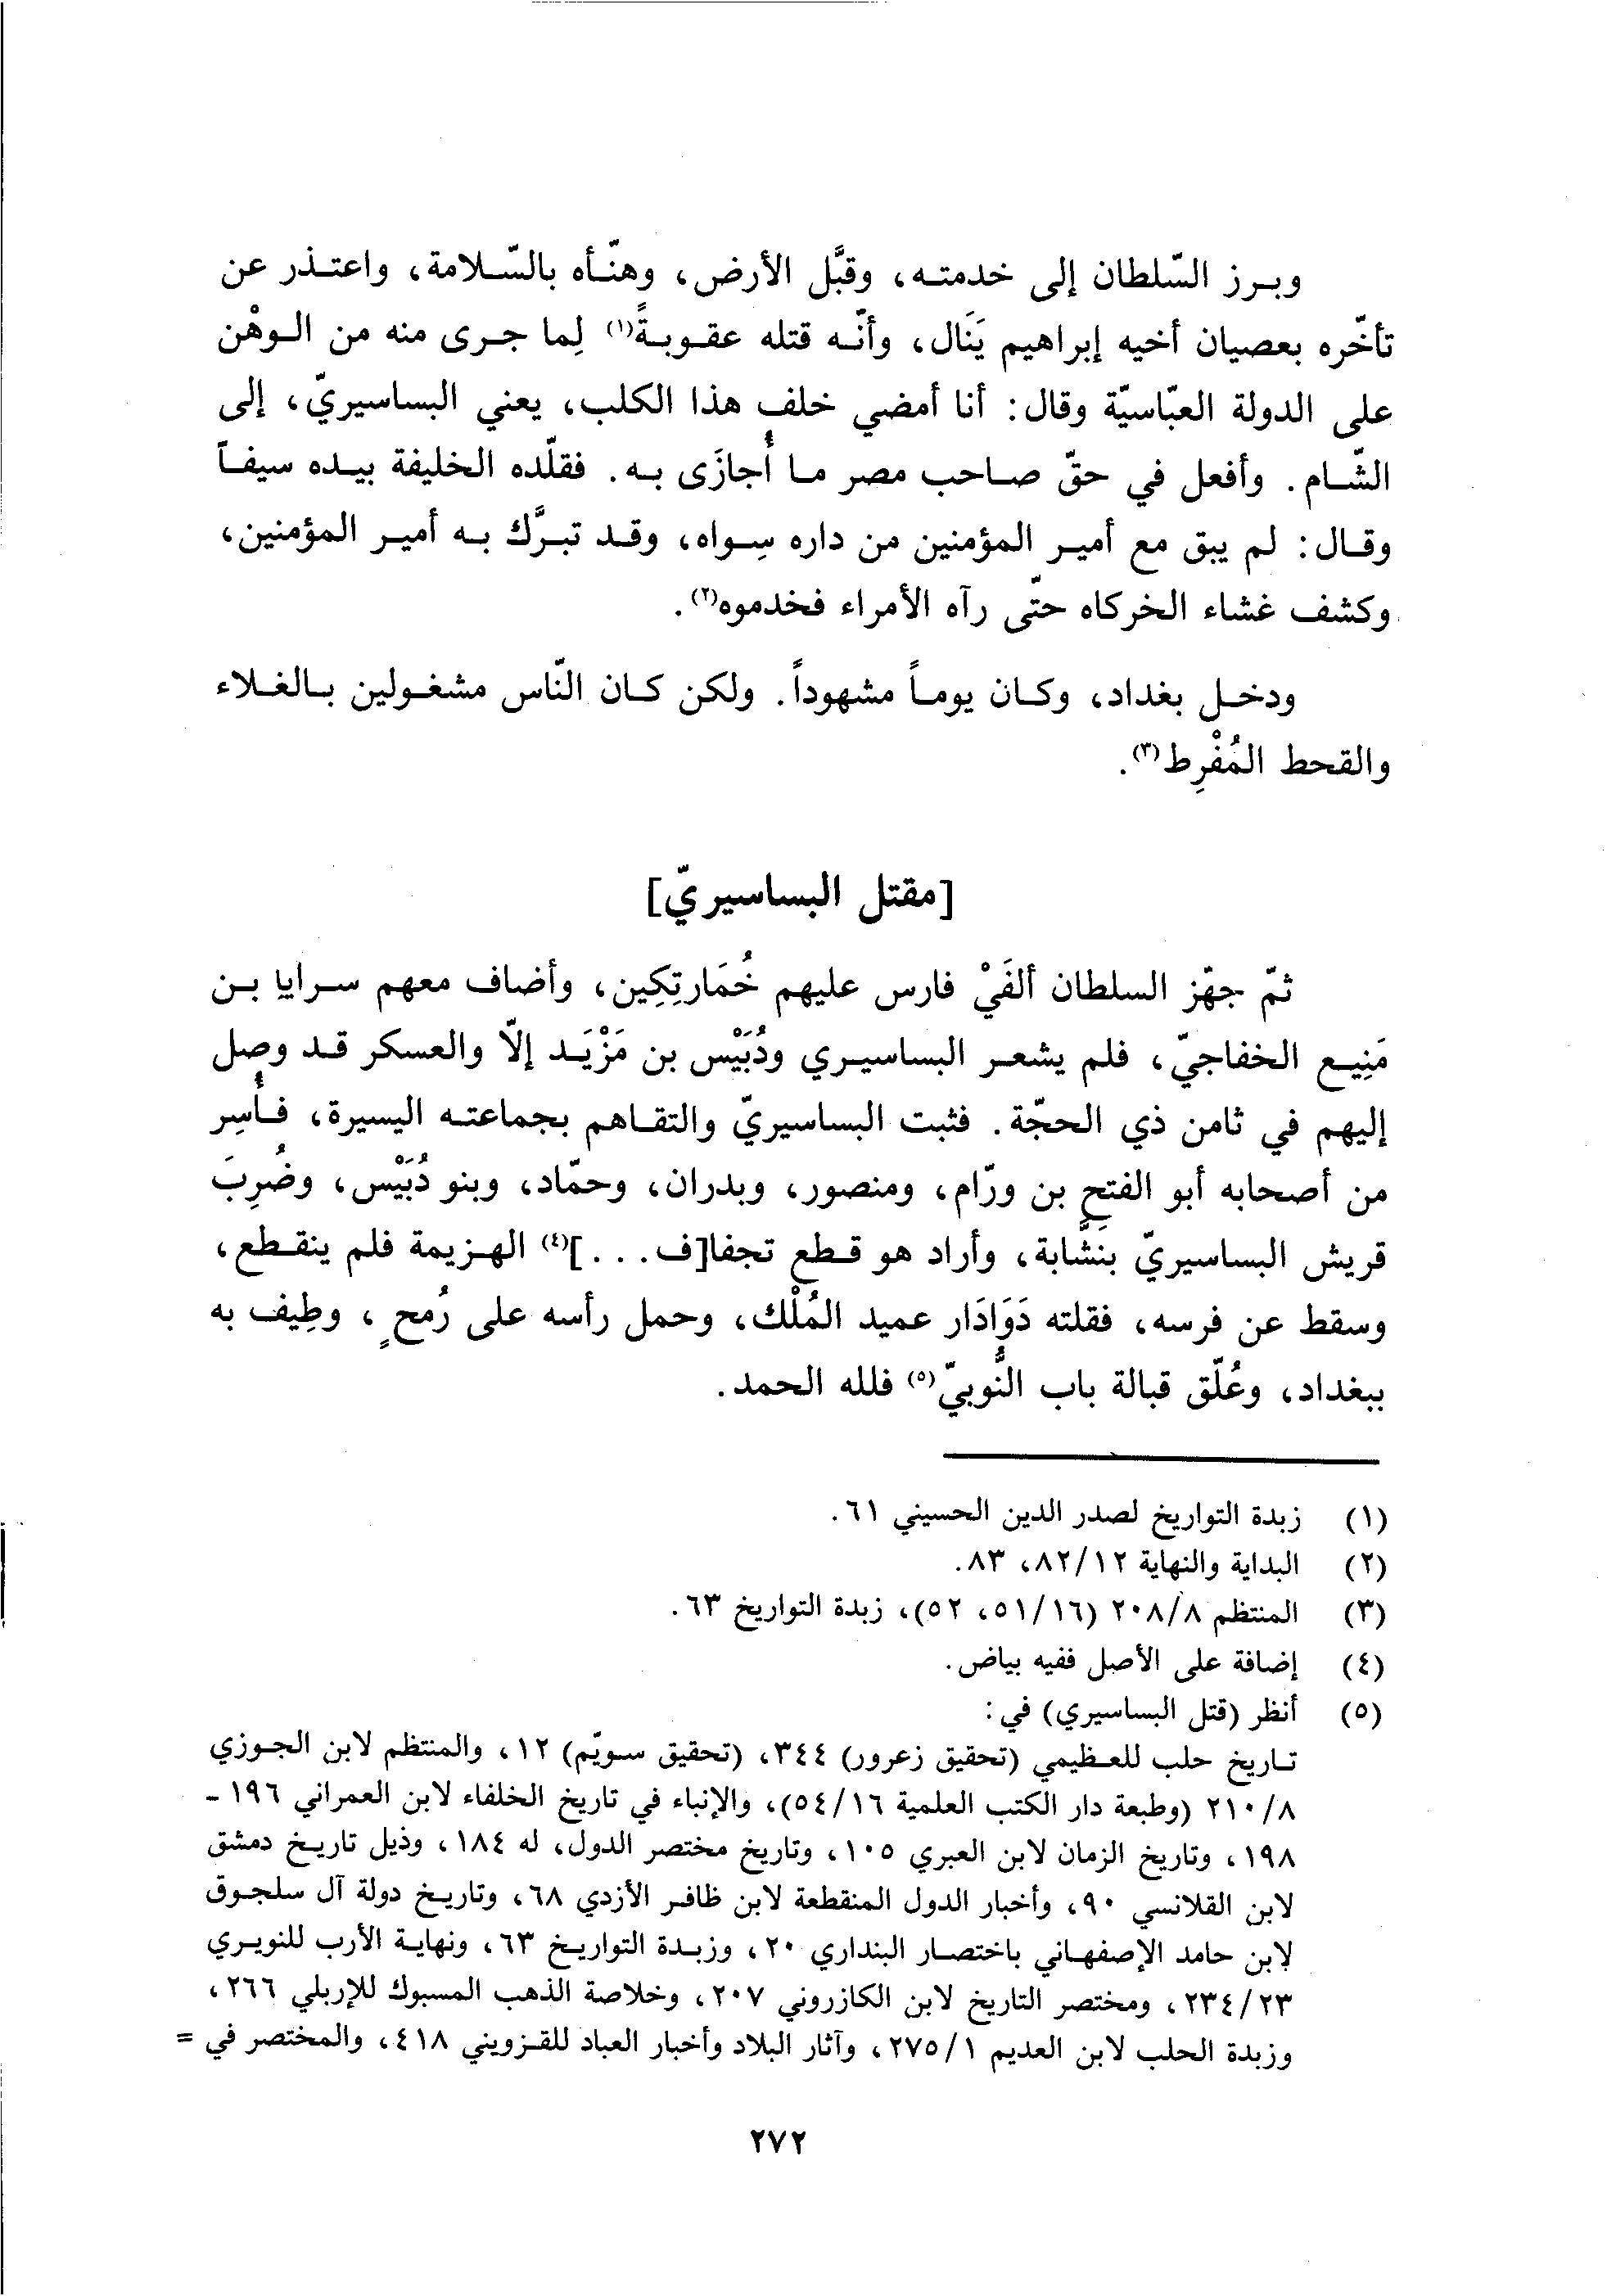 وبرز السّلطان إلى خدمته، وقبَّل الأرض، وهنّأه بالسّلامة، واعتذر عن
تأخّره بعصيان أخيه إبراهيم يَنَال، وأنّه قتله عقوبةً(١) لِما جرى منه من الوهْن
على الدولة العبّاسيّة وقال: أنا أمضي خلف هذا الكلب، يعني البساسيريّ، إلى
الشّام. وأفعل في حقّ صاحب مصر ما أُجازَى به. فقلّده الخليفة بيده سيفاً
وقال: لم يبق مع أمير المؤمنين من داره سِواه، وقد تبرَّك به أمير المؤمنين،
وكشف غشاء الخركاه حتّى رآه الأمراء فخدموه(٢).
ودخل بغداد، وكان يوماً مشهوداً. ولكن كان النّاس مشغولين بالغلاء
والقحط المُفْرِط(٣).
[مقتل البساسيريّ]
ثمّ جهّز السلطان ألفَيْ فارس عليهم خُمَارتِكِين، وأضاف معهم سرايا بن
مَنِيع الخفاجيّ، فلم يشعر البساسيري ودُبَيْس بن مَزْيَد إلاّ والعسكر قد وصل
إليهم في ثامن ذي الحجّة. فثبت البساسيريّ والتقاهم بجماعته اليسيرة، فأُسِر
من أصحابه أبو الفتح بن ورّام، ومنصور، وبدران، وحمّاد، وبنو دُبَيْس، وضُرِبَ
قريش البساسيريّ بنشَّابة، وأراد هو قطع تجفا[ف...](٤) الهزيمة فلم ينقطع،
وسقط عن فرسه، فقلته دَوَادَار عميد المُلْك، وحمل رأسه على رُمحٍ، وطِيف به
ببغداد، وعُلّق قبالة باب النُّوبيّ(٥) فلله الحمد.
(١) زبدة التواريخ لصدر الدين الحسيني ٦١.
(٢) البداية والنهاية ٨٢/١٢، ٨٣.
(٣) المنتظم ٢٠٨/٨ (٥١/١٦، ٥٢)، زبدة التواريخ ٦٣.
(٤) إضافة على الأصل ففيه بياض.
(٥) أنظر (قتل البساسيري) في:
تاريخ حلب للعظيمي (تحقيق زعرور) ٣٤٤، (تحقيق سويّم) ١٢، والمنتظم لابن الجوزي
٢١٠/٨ (وطبعة دار الكتب العلمية ٥٤/١٦)، والإنباء في تاريخ الخلفاء لابن العمراني ١٩٦ -
١٩٨، وتاريخ الزمان لابن العبري ١٠٥، وتاريخ مختصر الدول، له ١٨٤، وذيل تاريخ دمشق
لابن القلانسي ٩٠، وأخبار الدول المنقطعة لابن ظافر الأزدي ٦٨، وتاريخ دولة آل سلجوق
لإبن حامد الإصفهاني باختصار البنداري ٢٠، وزبدة التواريخ ٦٣، ونهاية الأرب للنويري
٢٣٤/٢٣، ومختصر التاريخ لابن الكازروني ٢٠٧، وخلاصة الذهب المسبوك للإربلي ٢٦٦،
وزبدة الحلب لابن العديم ٢٧٥/١، وآثار البلاد وأخبار العباد للقزويني ٤١٨، والمختصر في =
٢٧٢